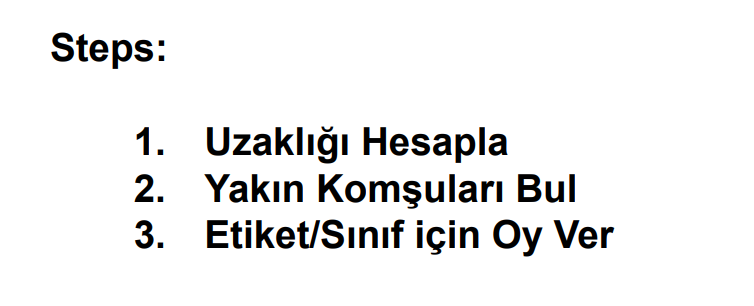 Steps:
1. Uzaklığı Hesapla
2. Yakın Komşuları Bul
3. Etiket/Sınıf için Oy Ver